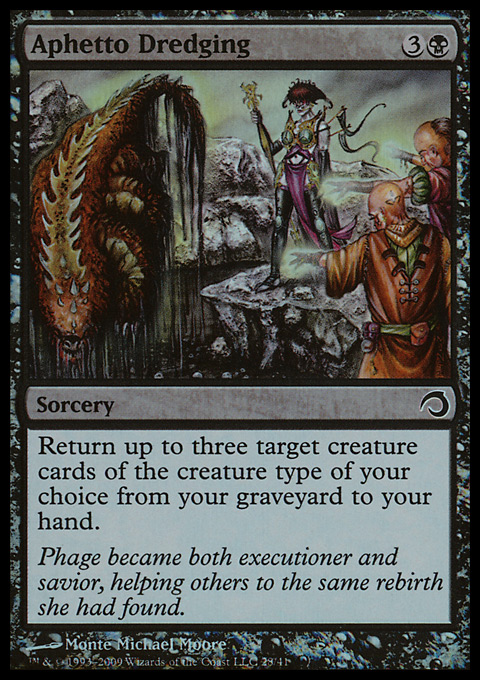 Aphetto Dredging 3
Sorcery
Return up to three target creature
cards of the creature type of your
choice from your graveyard to your
hand.
Phage became both executioner and
savior, helping others to the same rebirth
she had found.
Monte Michael Moore
™ & © 1993–2009 Wizards of the Coast LLC 28/41